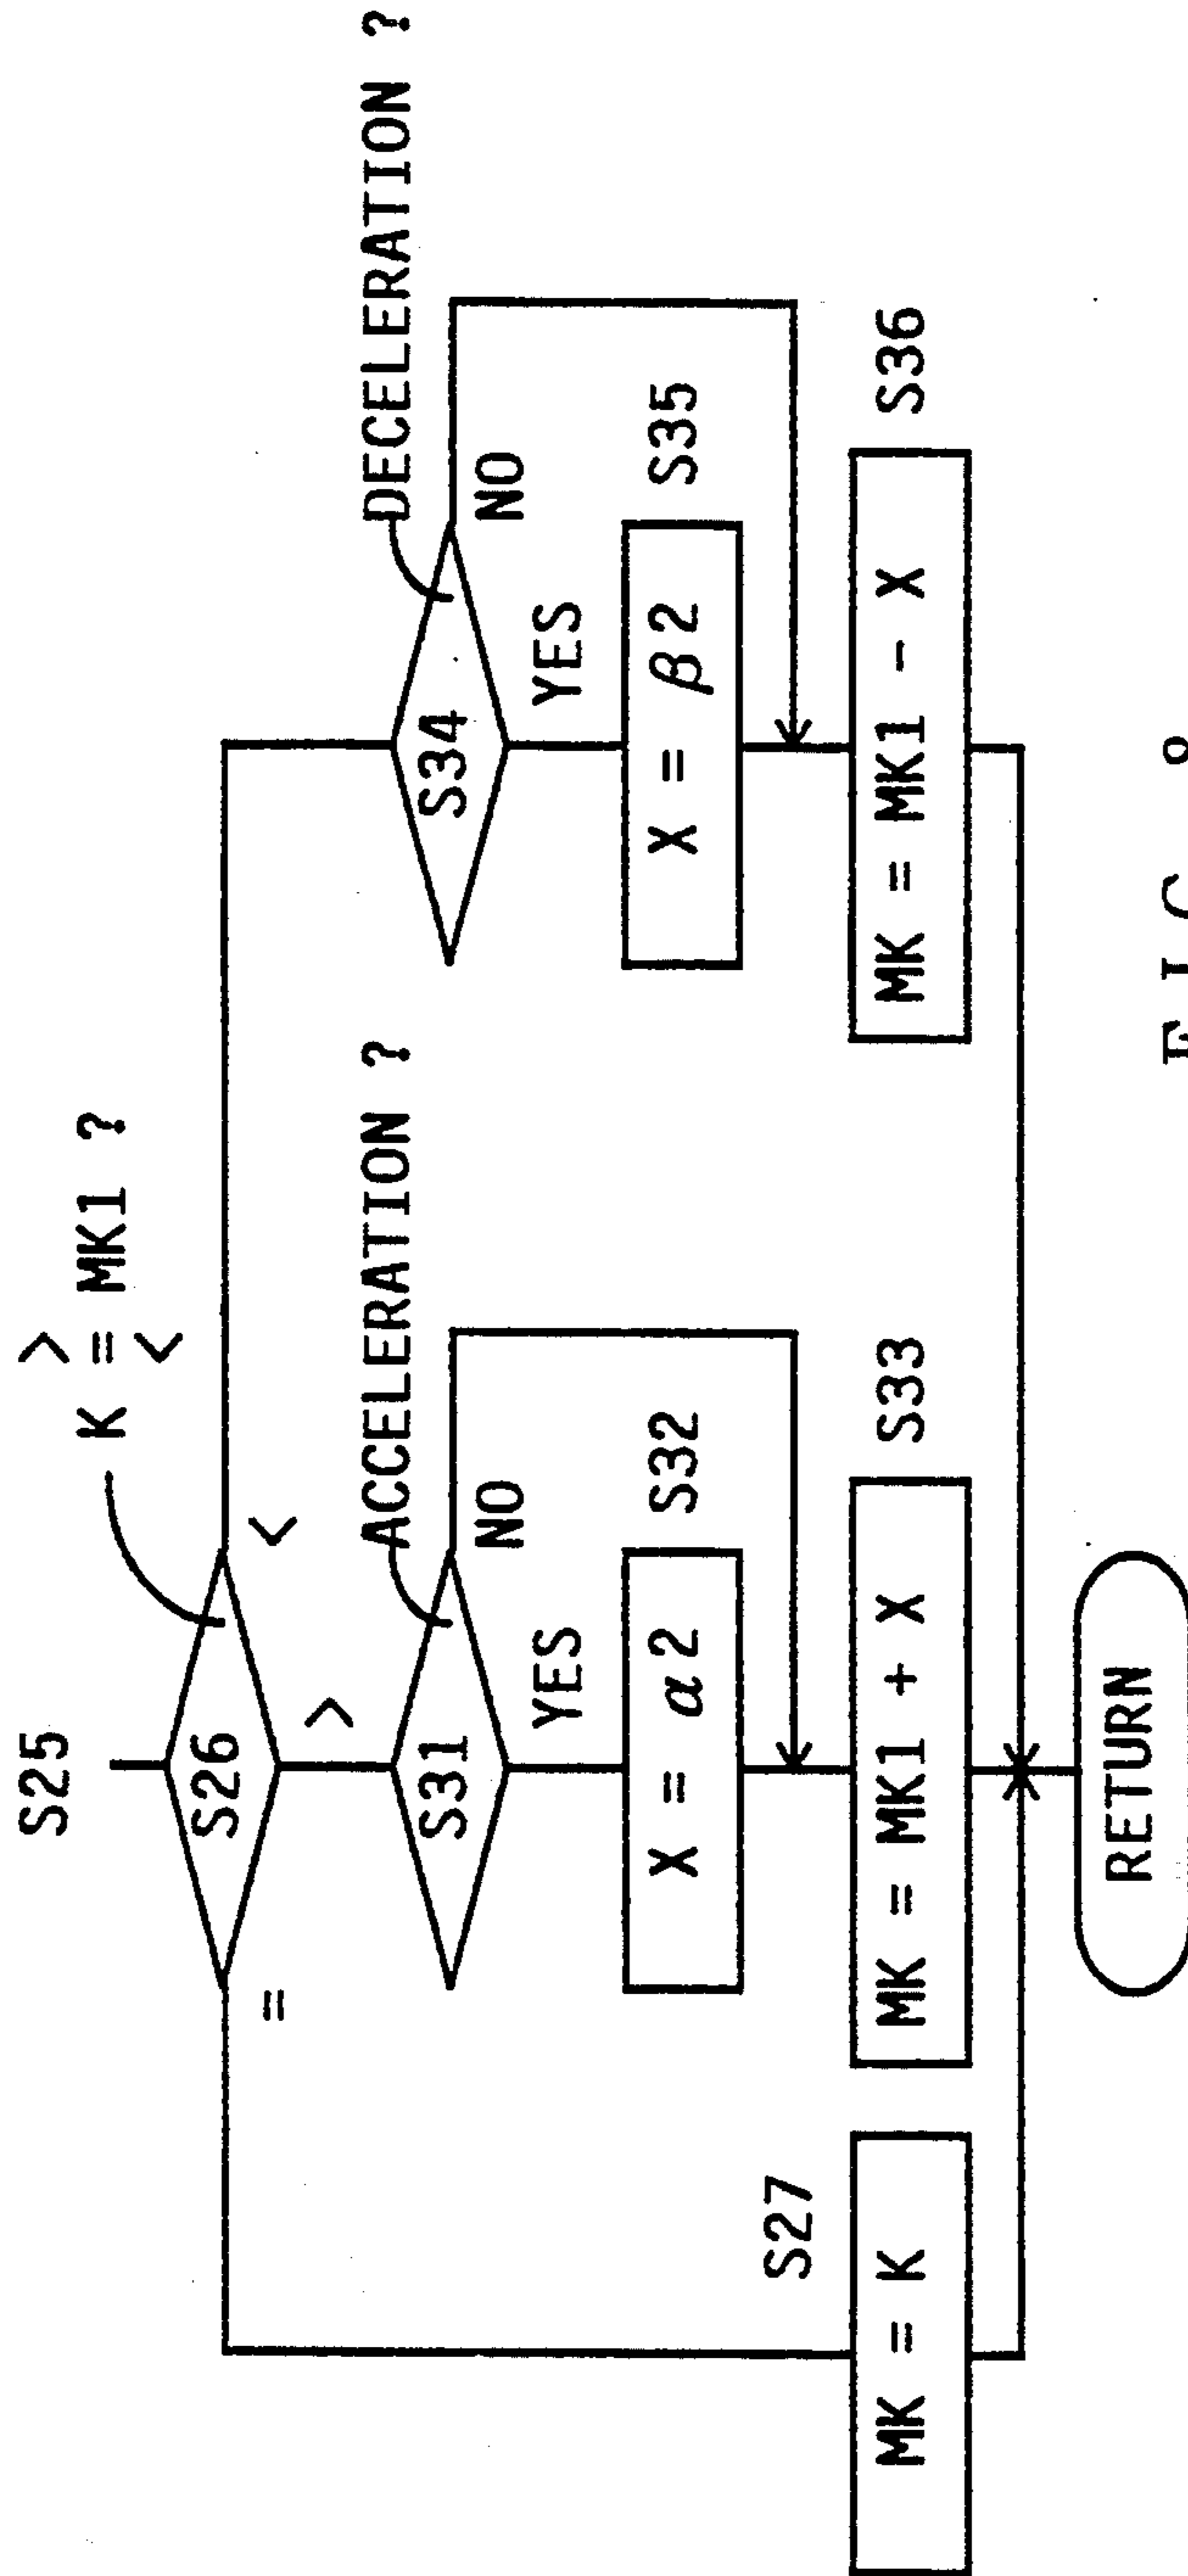 S25
>
K = MK1 ?
<
S26
=
>
<
ACCELERATION ?
S31
YES
NO
DECELERATION ?
S34
YES
NO
X = α2
S32
X = β2
S35
S27
MK = K
MK = MK1 + X
S33
MK = MK1 - X
S36
RETURN